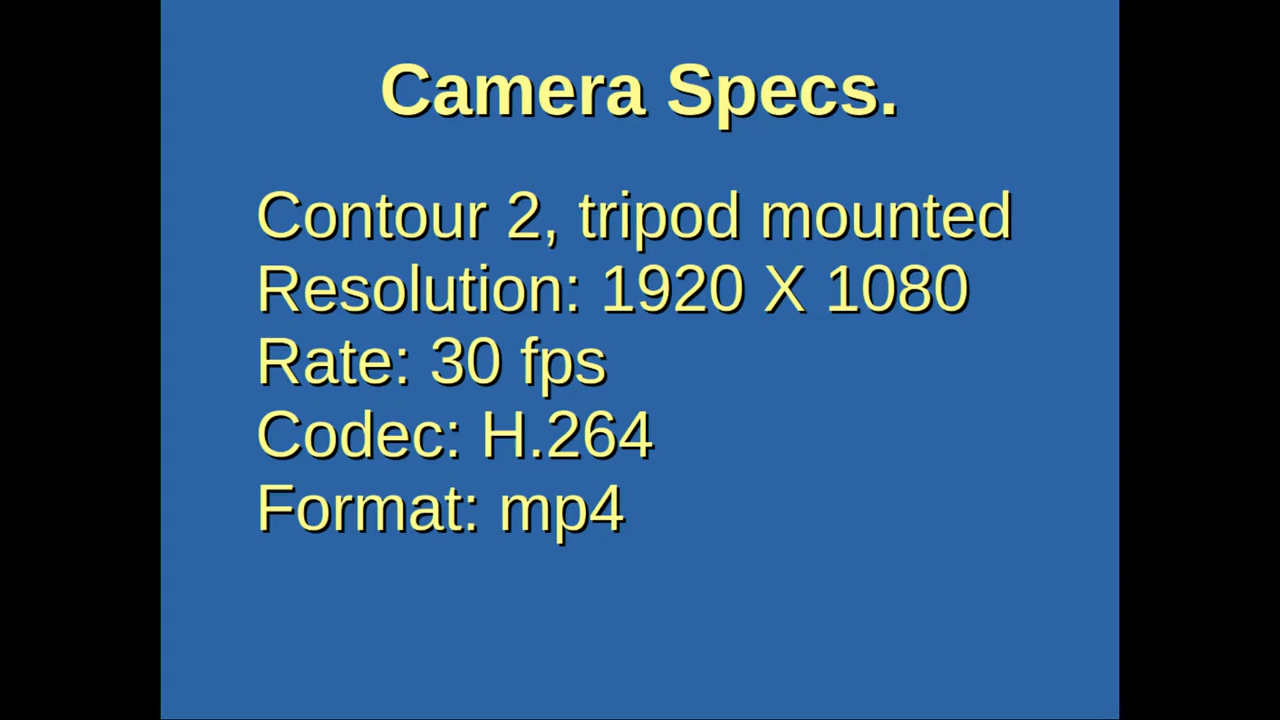 Camera Specs.
Contour 2, tripod mounted
Resolution: 1920 X 1080
Rate: 30 fps
Codec: H.264
Format: mp4